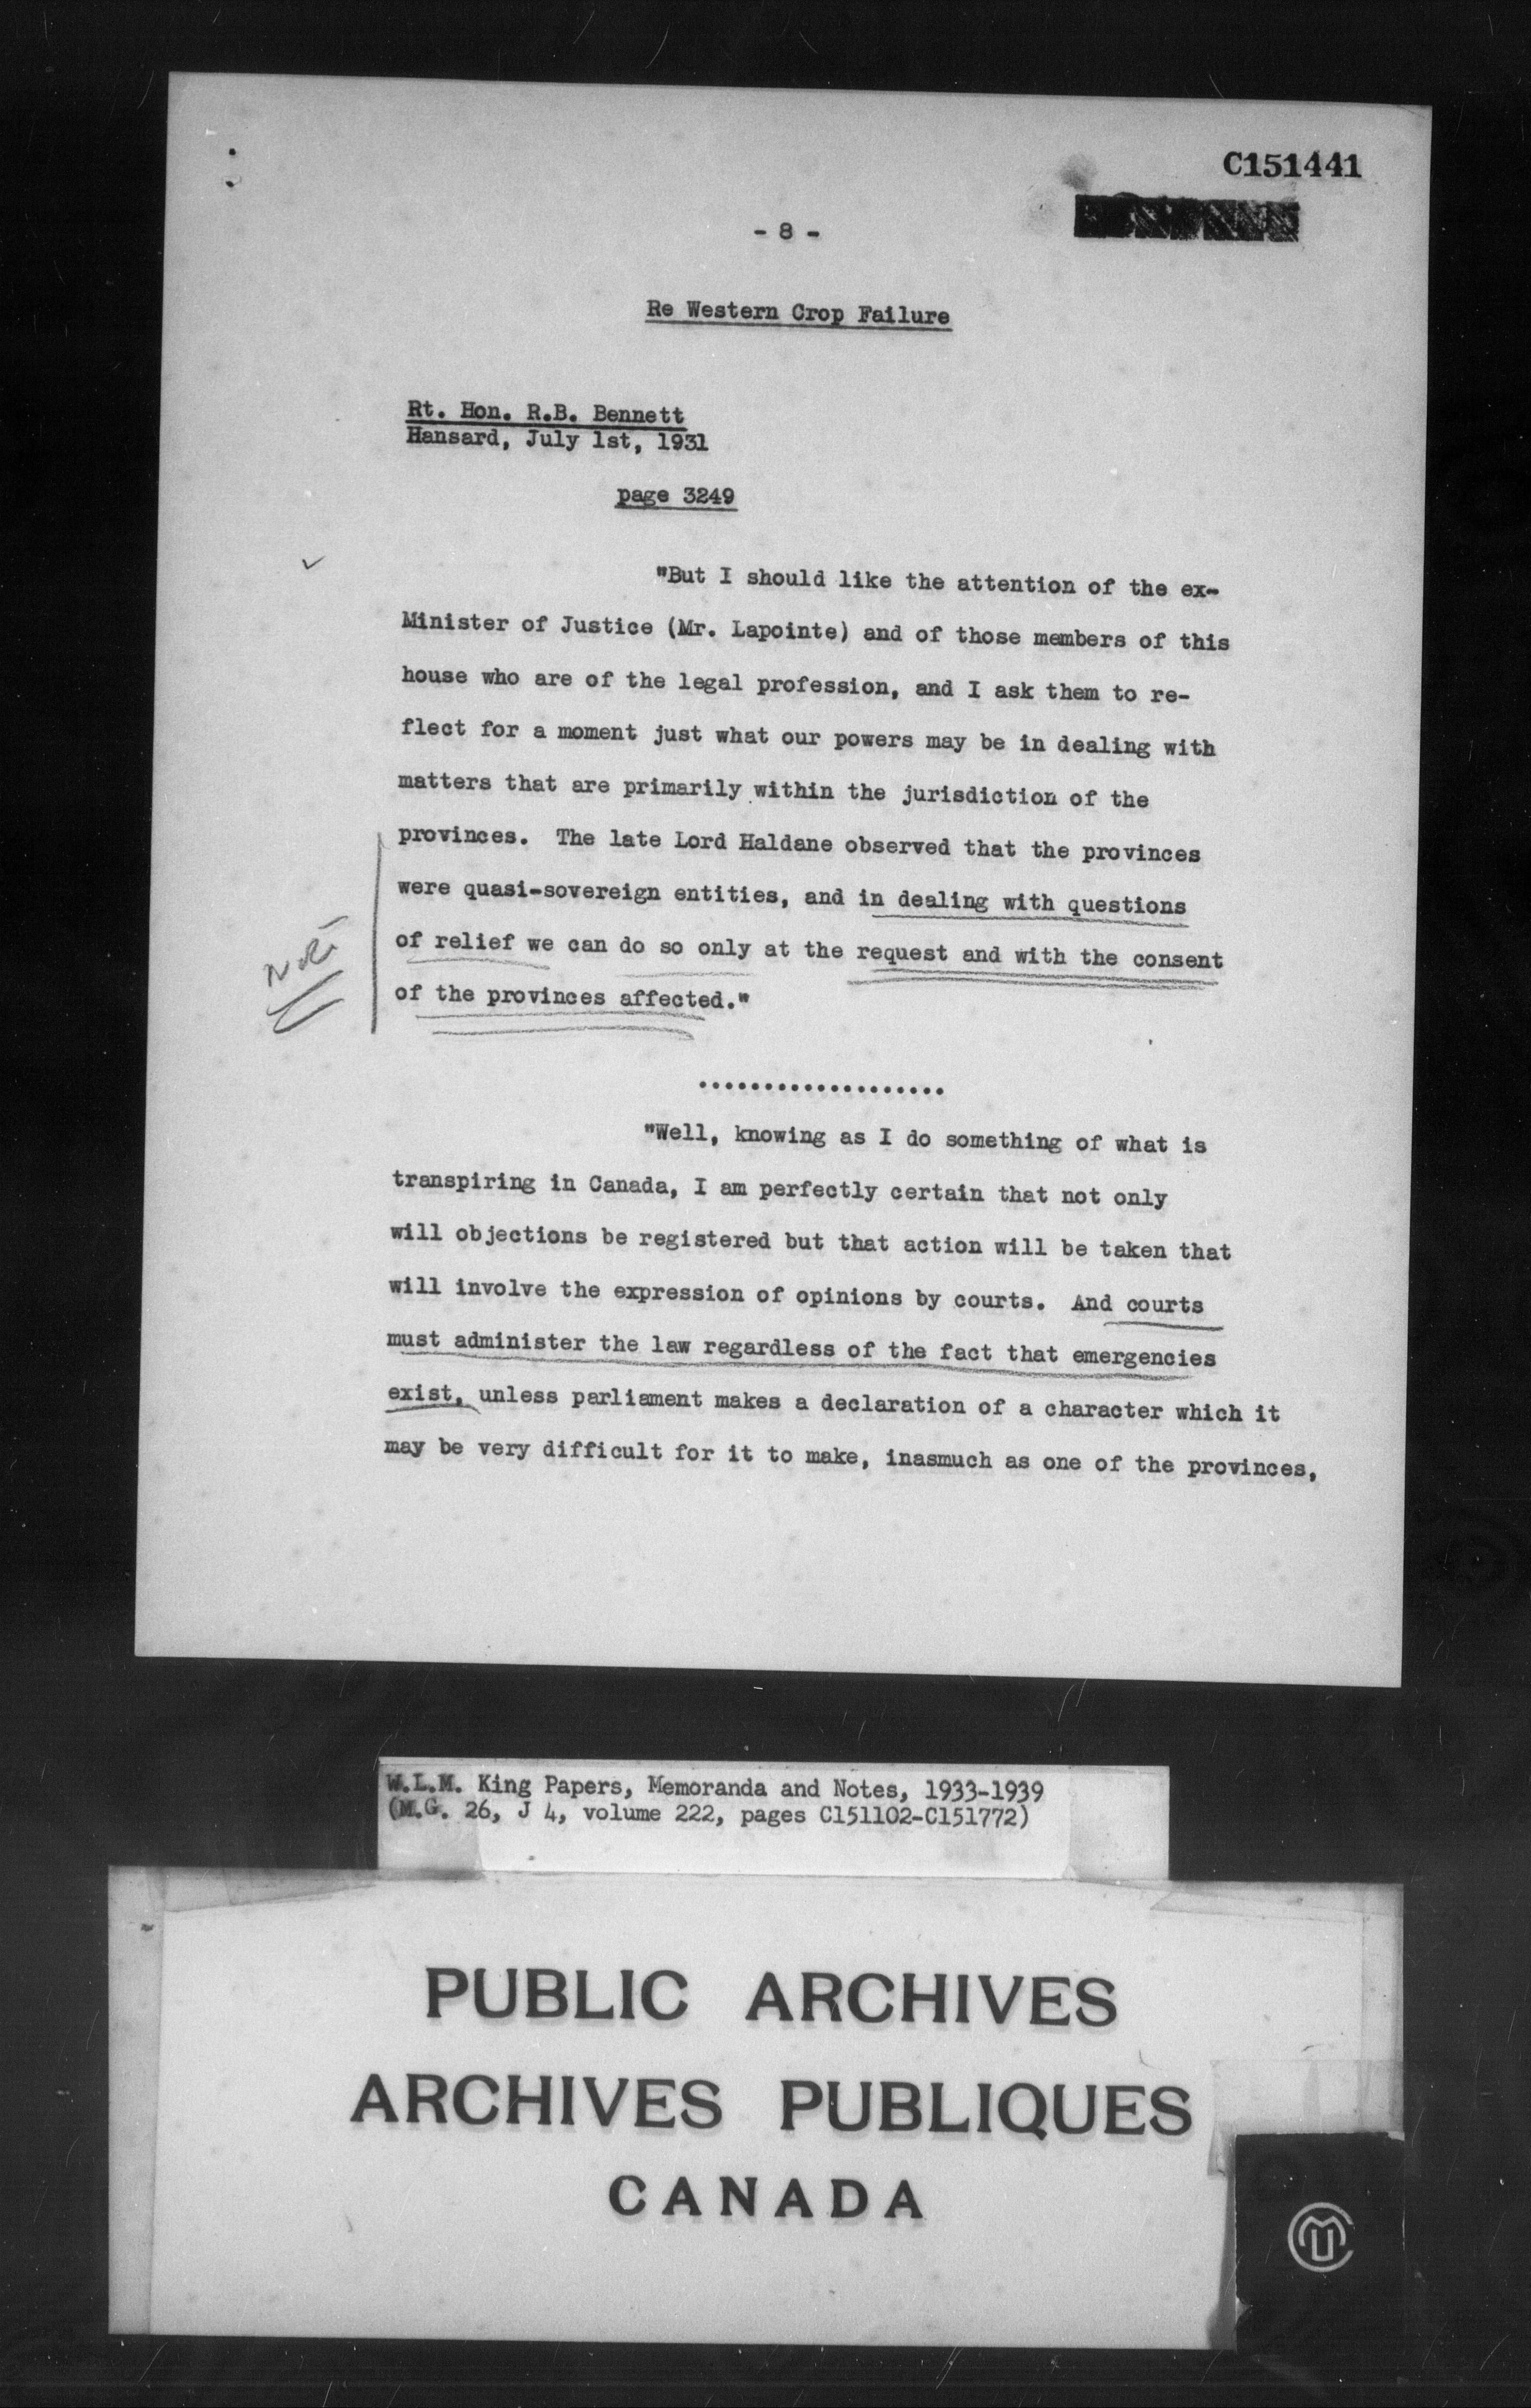 C151441
- 8 -
Re Western Crop Failure
Rt. Hon. R.B. Bennett
Hansard, July 1st, 1931
page 3249
"But I should like the attention of the ex-
Minister of Justice (Mr. Lapointe) and of those members of this
house who are of the legal profession, and I ask them to re-
flect for a moment just what our powers may be in dealing with
matters that are primarily within the jurisdiction of the
provinces. The late Lord Haldane observed that the provinces
were quasi-sovereign entities, and in dealing with questions
of relief we can do so only at the request and with the consent
of the provinces affected."
Note
...................
"Well, knowing as I do something of what is
transpiring in Canada, I am perfectly certain that not only
will objections be registered but that action will be taken that
will involve the expression of opinions by courts. And courts
must administer the law regardless of the fact that emergencies
exist, unless parliament makes a declaration of a character which it
may be very difficult for it to make, inasmuch as one of the provinces,
W.L.M. King Papers, Memoranda and Notes, 1933-1939
(M.G. 26, J 4, volume 222, pages C151102-C151772)
PUBLIC ARCHIVES
ARCHIVES PUBLIQUES
CANADA